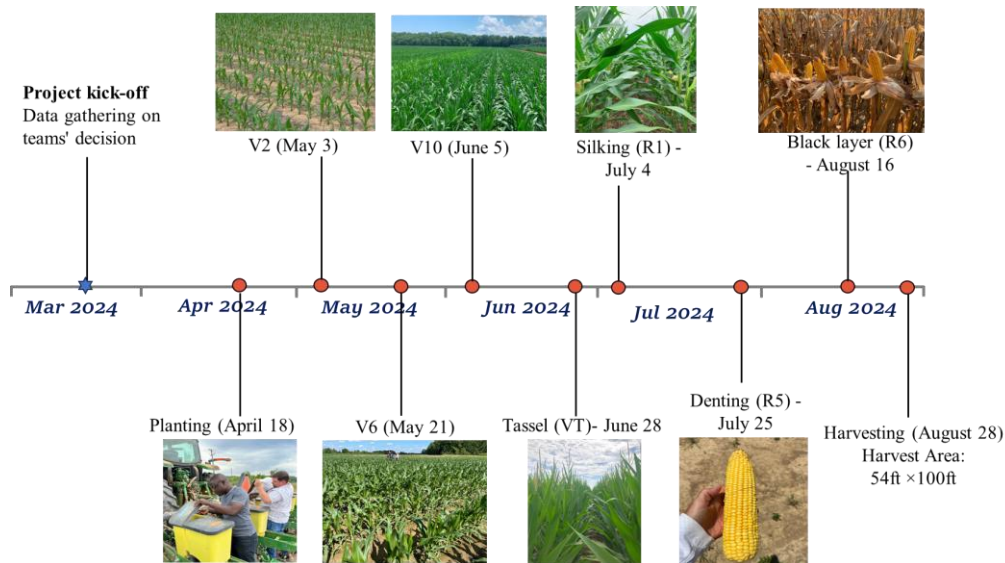 Project kick-off
Data gathering on
teams' decision
V2 (May 3)
V10 (June 5)
Silking (R1) -
July 4
Black layer (R6)
- August 16
Mar 2024
Apr 2024
May 2024
Jun 2024
Jul 2024
Aug 2024
Planting (April 18)
V6 (May 21)
Tassel (VT)- June 28
Denting (R5) -
July 25
Harvesting (August 28)
Harvest Area:
54ft ×100ft